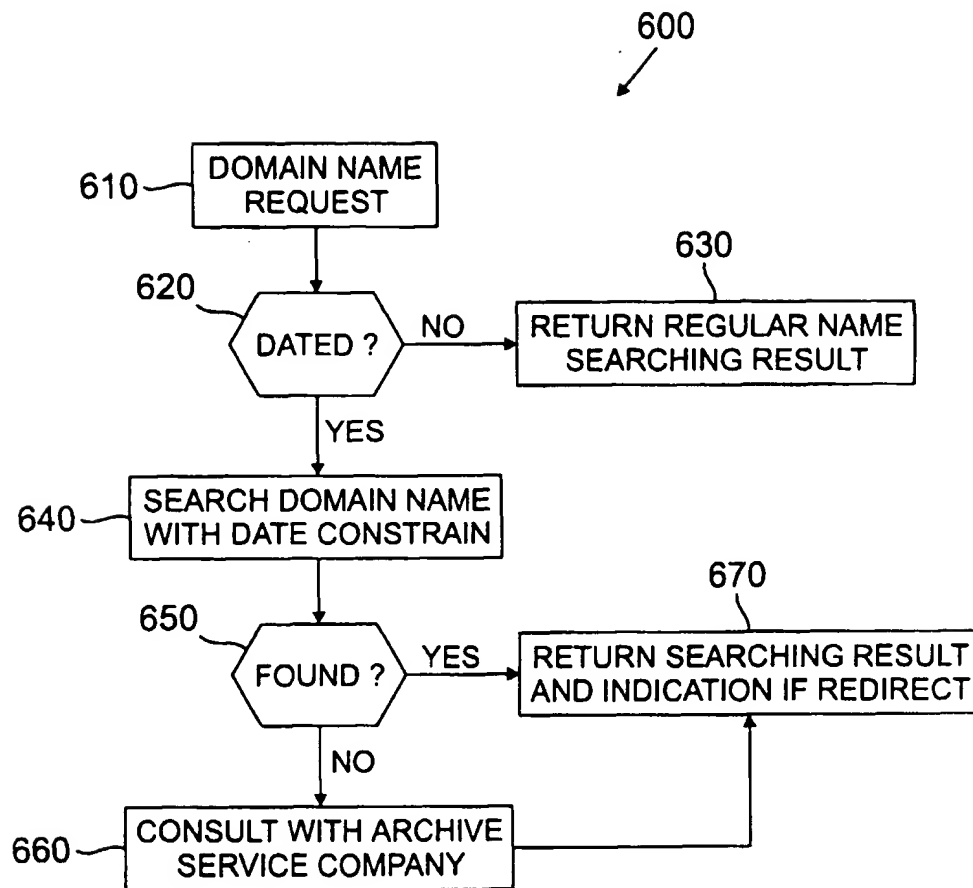 600
610
DOMAIN NAME
REQUEST
620
DATED ?
NO
630
RETURN REGULAR NAME
SEARCHING RESULT
YES
640
SEARCH DOMAIN NAME
WITH DATE CONSTRAIN
650
FOUND ?
YES
670
RETURN SEARCHING RESULT
AND INDICATION IF REDIRECT
NO
660
CONSULT WITH ARCHIVE
SERVICE COMPANY